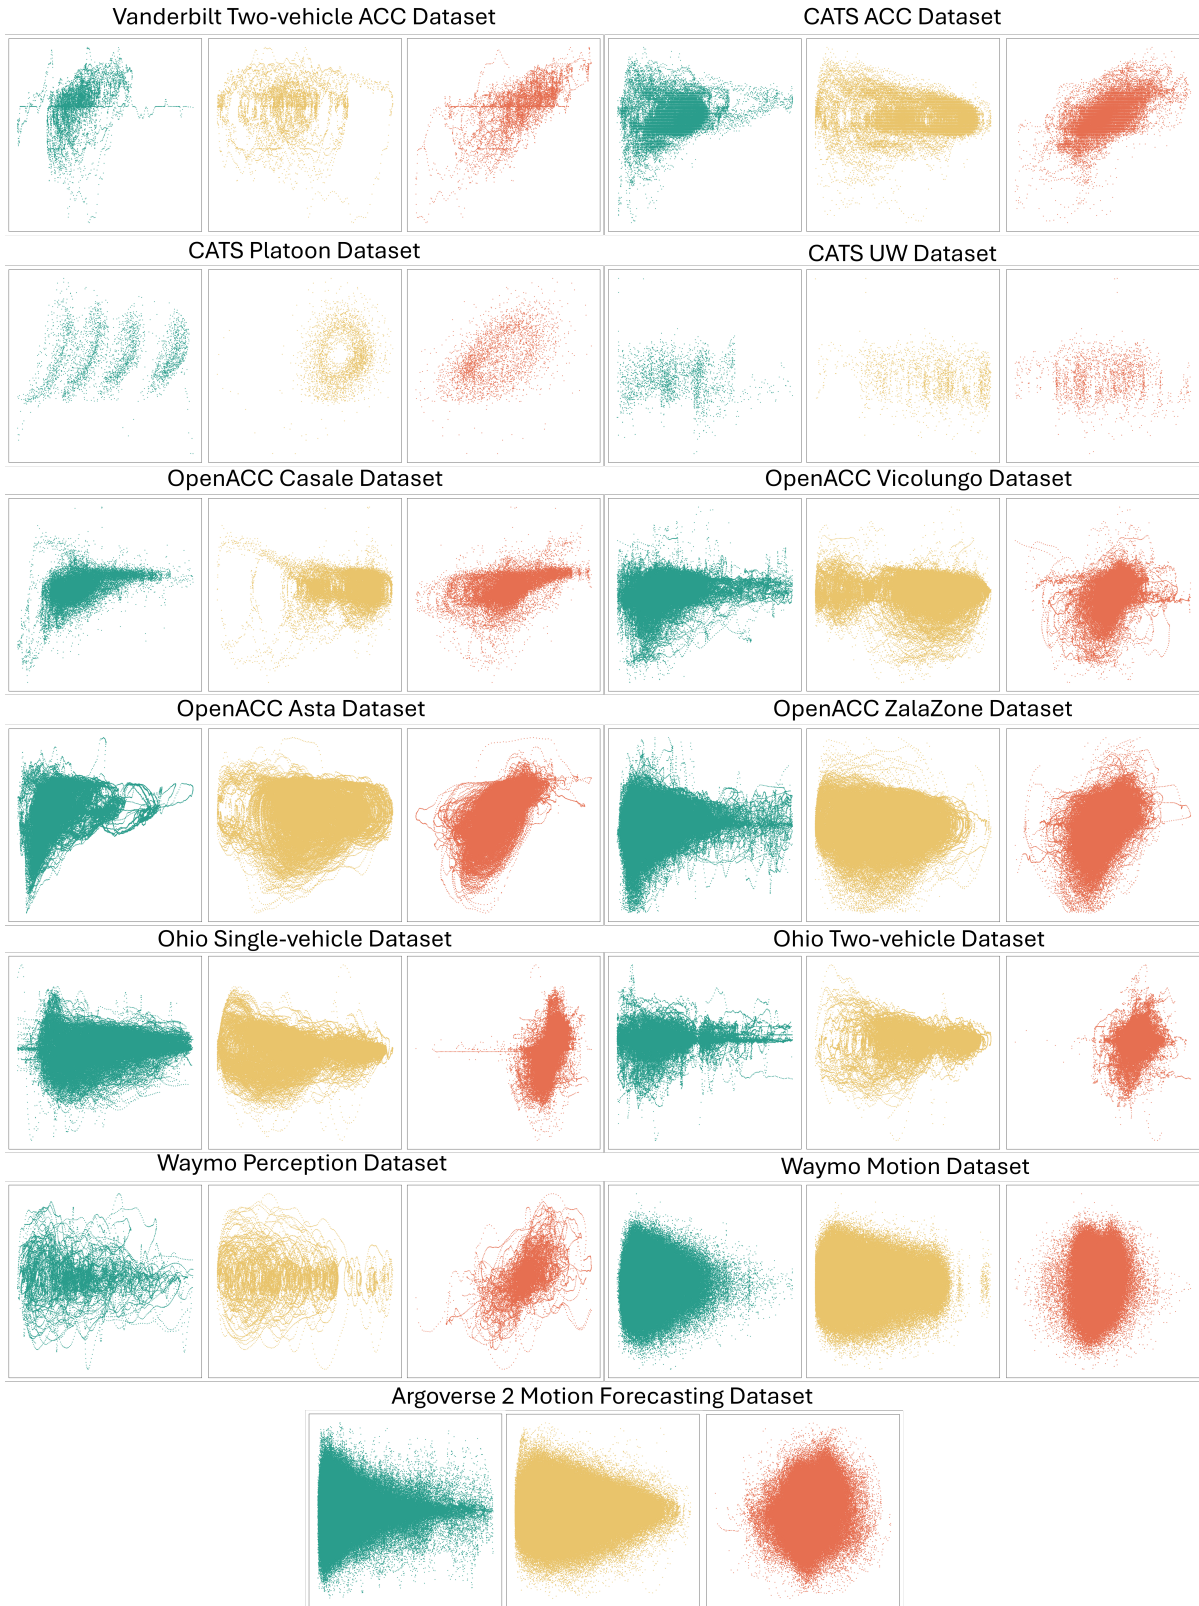 Vanderbilt Two-vehicle ACC Dataset
CATS ACC Dataset
CATS Platoon Dataset
CATS UW Dataset
OpenACC Casale Dataset
OpenACC Vicolungo Dataset
OpenACC Asta Dataset
OpenACC ZalaZone Dataset
Ohio Single-vehicle Dataset
Ohio Two-vehicle Dataset
Waymo Perception Dataset
Waymo Motion Dataset
Argoverse 2 Motion Forecasting Dataset